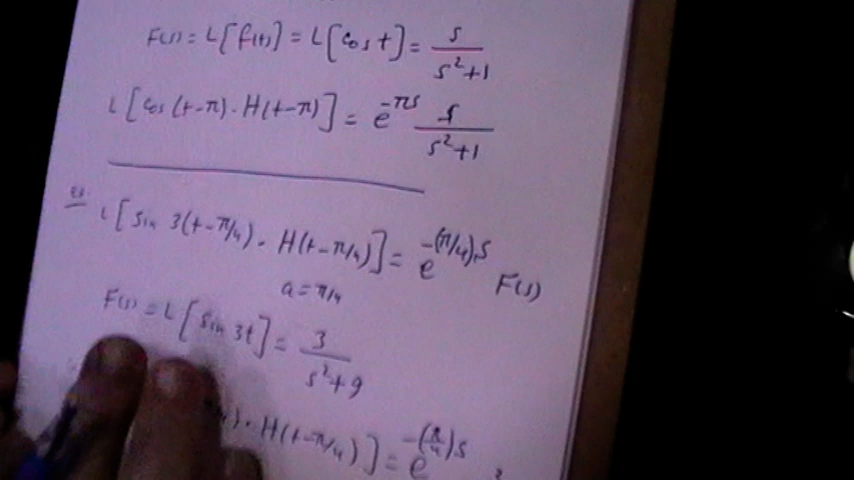 F(s) = L[f(t)] = L[cos t] = s / s²+1
L[cos(t-π) . H(t-π)] = e^-πs s / s²+1
L[sin 3(t-π/4) . H(t-π/4)] = e^-(π/4)s F(s)
a = π/4
F(s) = L[sin 3t] = 3 / s²+9
) . H(t-π/4)] = e^-(π/4)s